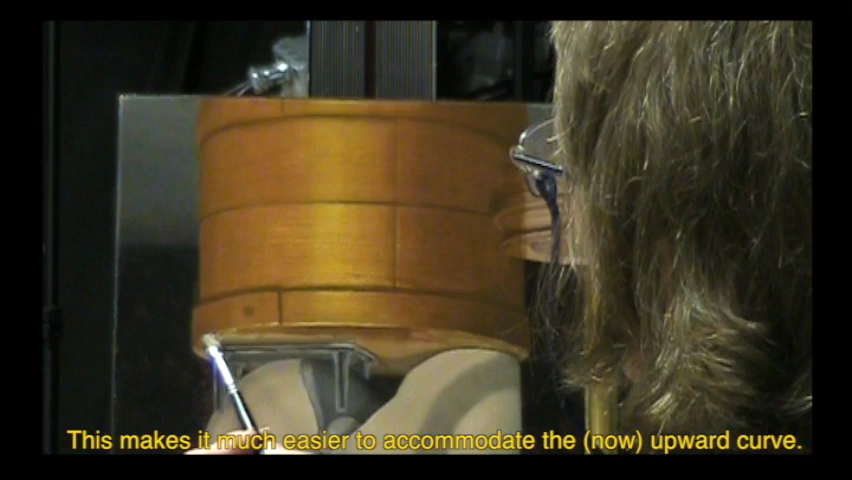 This makes it much easier to accommodate the (now) upward curve.